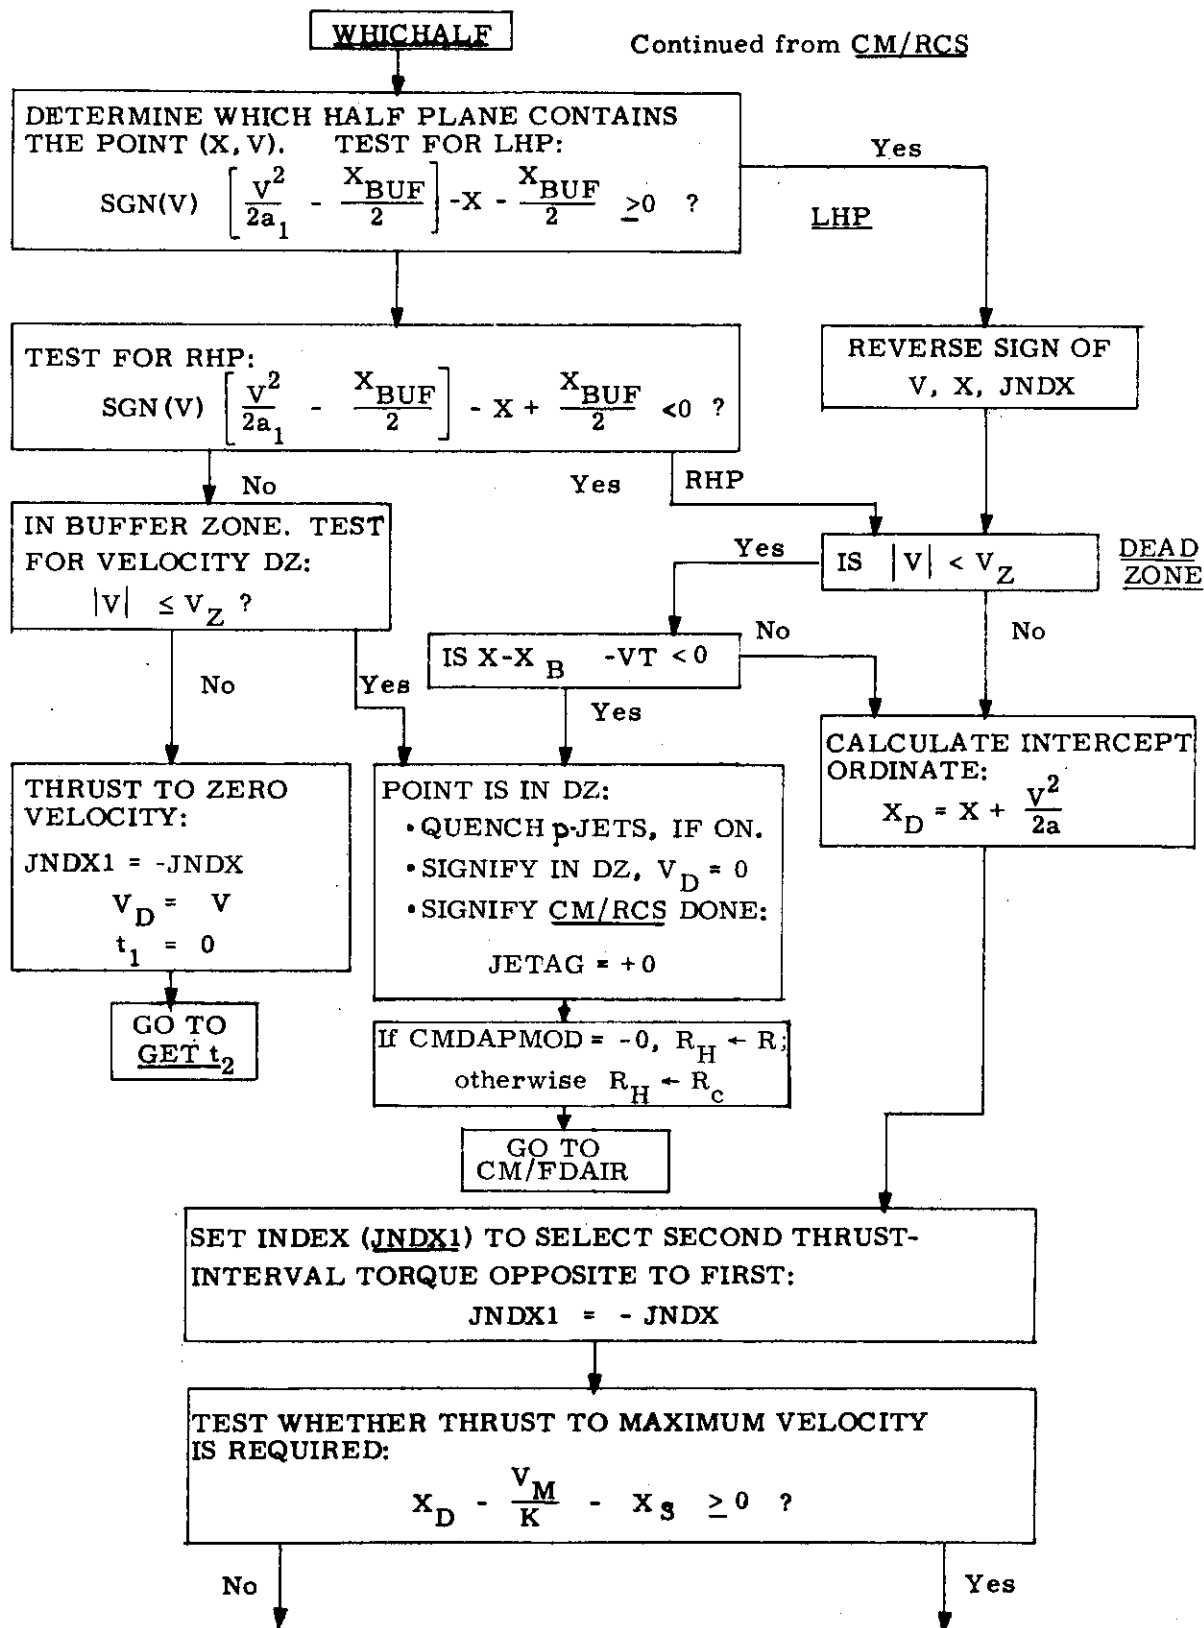 WHICHALF
Continued from CM/RCS
DETERMINE WHICH HALF PLANE CONTAINS
THE POINT (X, V). TEST FOR LHP:
SGN(V) [V²/2a₁ - X_BUF/2] -X - X_BUF/2 ≥0 ?
Yes
LHP
TEST FOR RHP:
SGN (V) [V²/2a₁ - X_BUF/2] - X + X_BUF/2 <0 ?
REVERSE SIGN OF
V, X, JNDX
No
Yes
RHP
IN BUFFER ZONE. TEST
FOR VELOCITY DZ:
|V| ≤ V_Z ?
Yes
IS |V| < V_Z
DEAD
ZONE
No
IS X-X_B -VT < 0
No
No
Yes
Yes
THRUST TO ZERO
VELOCITY:
JNDX1 = -JNDX
V_D = V
t₁ = 0
POINT IS IN DZ:
• QUENCH p-JETS, IF ON.
• SIGNIFY IN DZ, V_D = 0
• SIGNIFY CM/RCS DONE:
JETAG = +0
CALCULATE INTERCEPT
ORDINATE:
X_D = X + V²/2a
GO TO
GET t₂
If CMDAPMOD = -0, R_H ← R;
otherwise R_H ← R_c
GO TO
CM/FDAIR
SET INDEX (JNDX1) TO SELECT SECOND THRUST-
INTERVAL TORQUE OPPOSITE TO FIRST:
JNDX1 = - JNDX
TEST WHETHER THRUST TO MAXIMUM VELOCITY
IS REQUIRED:
X_D - V_M/K - X_S ≥ 0 ?
No
Yes